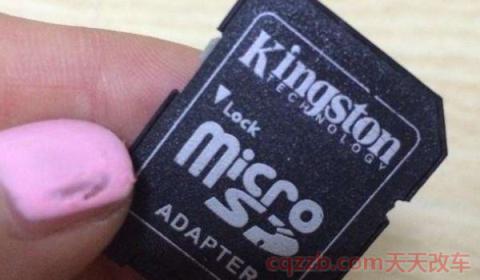 Kingston
TECHNOLOGY
Lock
micro
SD
ADAPTER
cqzzb.com天天改车